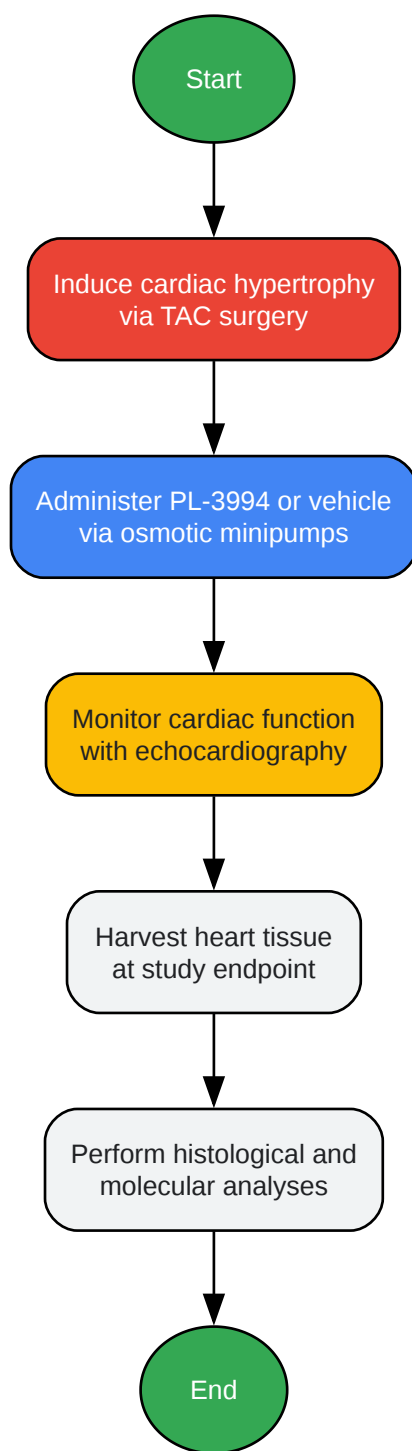 Start
Induce cardiac hypertrophy
via TAC surgery
Administer PL-3994 or vehicle
via osmotic minipumps
Monitor cardiac function
with echocardiography
Harvest heart tissue
at study endpoint
Perform histological and
molecular analyses
End